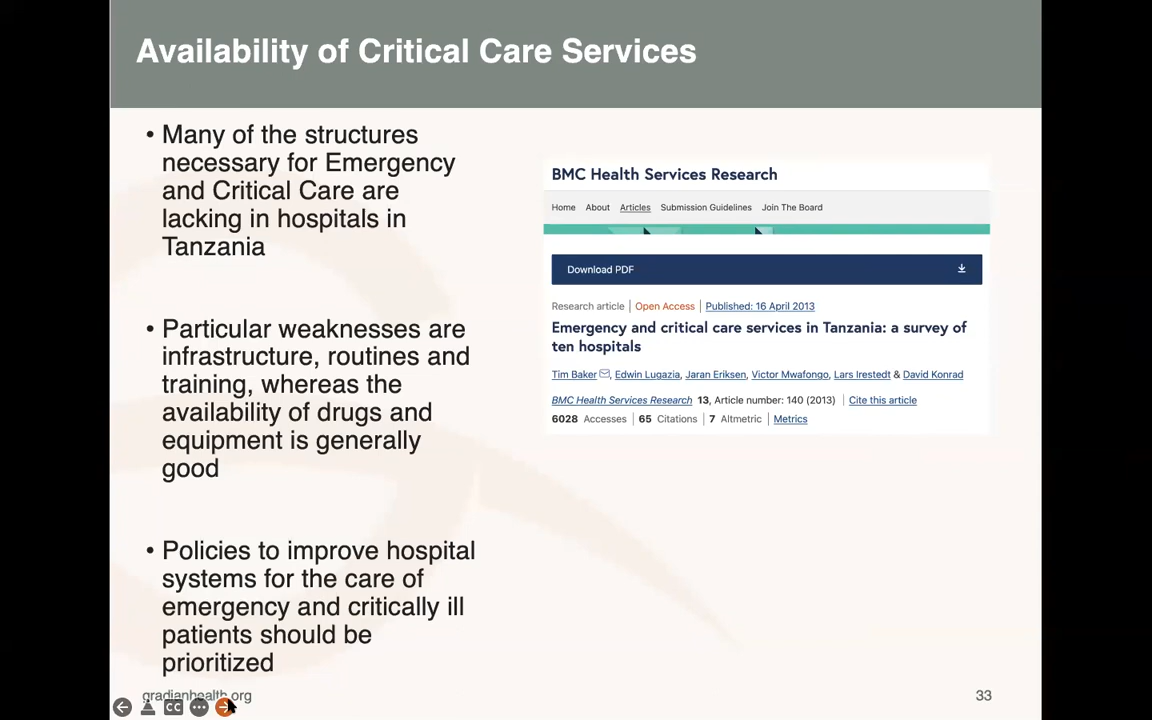 Availability of Critical Care Services
• Many of the structures
necessary for Emergency
and Critical Care are
lacking in hospitals in
Tanzania
• Particular weaknesses are
infrastructure, routines and
training, whereas the
availability of drugs and
equipment is generally
good
• Policies to improve hospital
systems for the care of
emergency and critically ill
patients should be
prioritized
BMC Health Services Research
Home About Articles Submission Guidelines Join The Board
Download PDF
Research article | Open Access | Published: 16 April 2013
Emergency and critical care services in Tanzania: a survey of
ten hospitals
Tim Baker, Edwin Lugazia, Jaran Eriksen, Victor Mwafongo, Lars Irestedt & David Konrad
BMC Health Services Research 13, Article number: 140 (2013) | Cite this article
6028 Accesses | 65 Citations | 7 Altmetric | Metrics
gradianhealth.org
33
CC